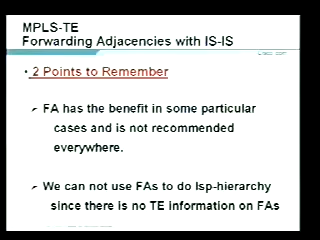 MPLS-TE
Forwarding Adjacencies with IS-IS
• 2 Points to Remember
FA has the benefit in some particular
cases and is not recommended
everywhere.
We can not use FAs to do lsp-hierarchy
since there is no TE information on FAs